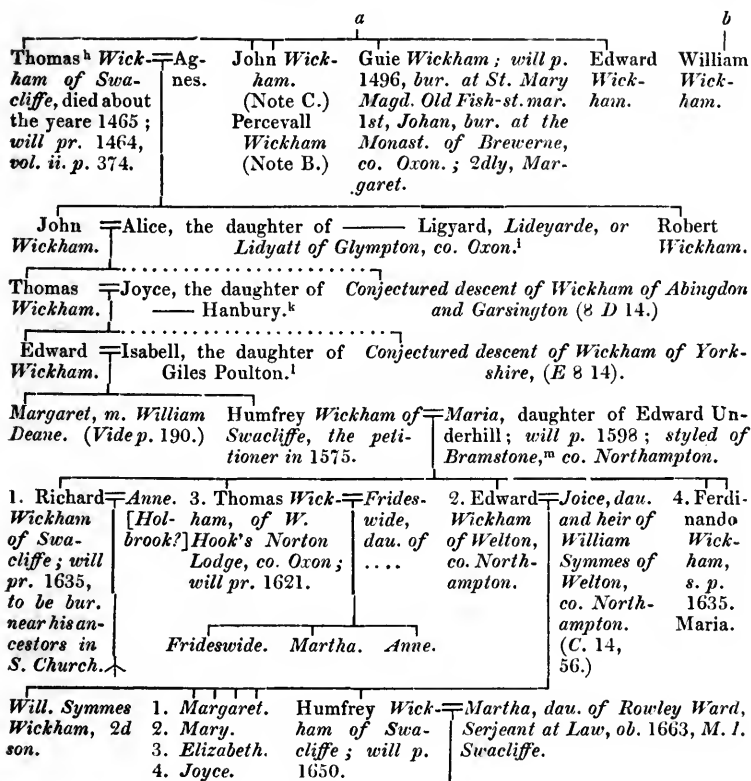 a
b
Thomas ʰ Wick-
ham of Swa-
cliffe, died about
the yeare 1465 ;
will pr. 1464,
vol. ii. p. 374.
Ag-
nes.
John Wick-
ham.
(Note C.)
Percevall
Wickham
(Note B.)
Guie Wickham ; will p.
1496, bur. at St. Mary
Magd. Old Fish-st. mar.
1st, Johan, bur. at the
Monast. of Brewerne,
co. Oxon. ; 2dly, Mar-
garet.
Edward
Wick-
ham.
William
Wick-
ham.
John
Wickham.
Alice, the daughter of —— Ligyard, Lideyarde, or
Lidyatt of Glympton, co. Oxon.ⁱ
Robert
Wickham.
Thomas
Wickham.
Joyce, the daughter of
—— Hanbury.ᵏ
Conjectured descent of Wickham of Abingdon
and Garsington (8 D 14.)
Edward
Wickham.
Isabell, the daughter of
Giles Poulton.ˡ
Conjectured descent of Wickham of York-
shire, (E 8 14).
Margaret, m. William
Deane. (Vide p. 190.)
Humfrey Wickham of
Swacliffe, the peti-
tioner in 1575.
Maria, daughter of Edward Un-
derhill ; will p. 1598 ; styled of
Bramstone,ᵐ co. Northampton.
1. Richard
Wickham
of Swa-
cliffe ; will
pr. 1635,
to be bur.
near his an-
cestors in
S. Church.
Anne.
[Hol-
brook?]
3. Thomas Wick-
ham, of W.
Hook's Norton
Lodge, co. Oxon ;
will pr. 1621.
Frides-
wide,
dau. of
. . . .
2. Edward
Wickham
of Welton,
co. North-
ampton.
Joice, dau.
and heir of
William
Symmes of
Welton,
co. North-
ampton.
(C. 14,
56.)
4. Ferdi-
nando
Wick-
ham,
s. p.
1635.
Maria.
Frideswide. Martha. Anne.
Will. Symmes
Wickham, 2d
son.
1. Margaret.
2. Mary.
3. Elizabeth.
4. Joyce.
Humfrey Wick-
ham of Swa-
cliffe ; will p.
1650.
Martha, dau. of Rowley Ward,
Serjeant at Law, ob. 1663, M. I.
Swacliffe.